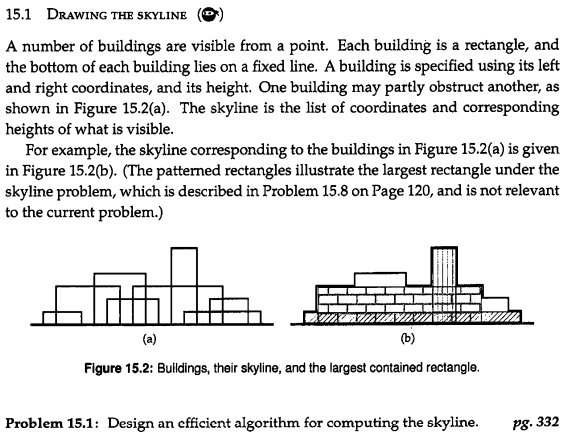 15.1 DRAWING THE SKYLINE
A number of buildings are visible from a point. Each building is a rectangle, and
the bottom of each building lies on a fixed line. A building is specified using its left
and right coordinates, and its height. One building may partly obstruct another, as
shown in Figure 15.2(a). The skyline is the list of coordinates and corresponding
heights of what is visible.
For example, the skyline corresponding to the buildings in Figure 15.2(a) is given
in Figure 15.2(b). (The patterned rectangles illustrate the largest rectangle under the
skyline problem, which is described in Problem 15.8 on Page 120, and is not relevant
to the current problem.)
(a) (b)
Figure 15.2: Buildings, their skyline, and the largest contained rectangle.
Problem 15.1: Design an efficient algorithm for computing the skyline. pg. 332